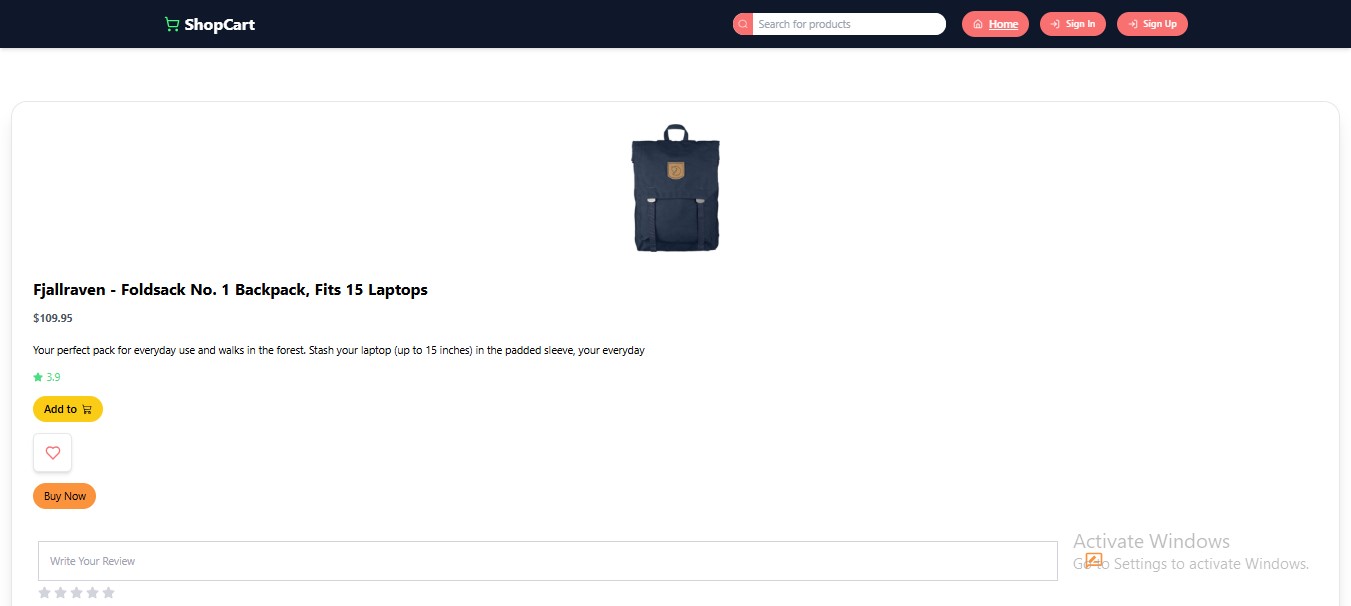 ShopCart
Search for products
Home
Sign In
Sign Up
Fjallraven - Foldsack No. 1 Backpack, Fits 15 Laptops
$109.95
Your perfect pack for everyday use and walks in the forest. Stash your laptop (up to 15 inches) in the padded sleeve, your everyday
3.9
Add to
Buy Now
Write Your Review
Activate Windows
Go to Settings to activate Windows.